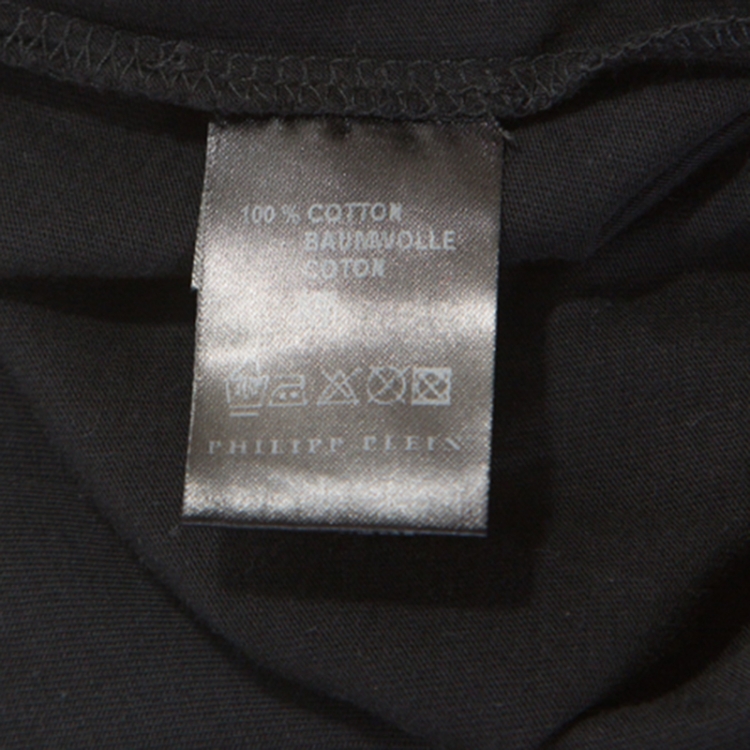 100 % COTTON
BAUMWOLLE
COTON
PHILIPP PLEIN